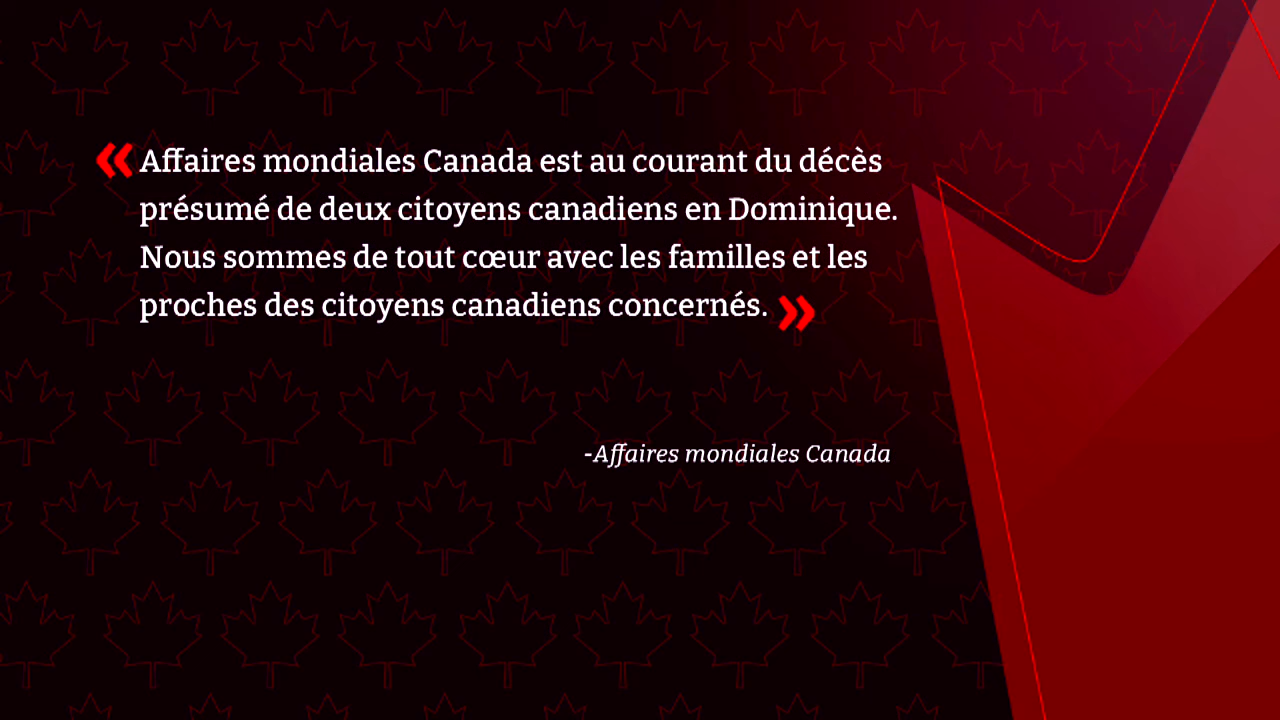 « Affaires mondiales Canada est au courant du décès
présumé de deux citoyens canadiens en Dominique.
Nous sommes de tout cœur avec les familles et les
proches des citoyens canadiens concernés. »
-Affaires mondiales Canada